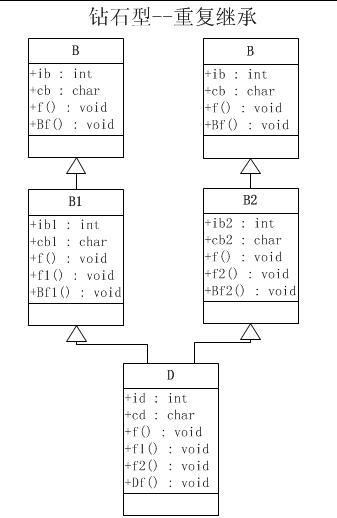 钻石型--重复继承
B
+ib : int
+cb : char
+f() : void
+Bf() : void
B
+ib : int
+cb : char
+f() : void
+Bf() : void
B1
+ib1 : int
+cb1 : char
+f() : void
+f1() : void
+Bf1() : void
B2
+ib2 : int
+cb2 : char
+f() : void
+f2() : void
+Bf2() : void
D
+id : int
+cd : char
+f() : void
+f1() : void
+f2() : void
+Df() : void